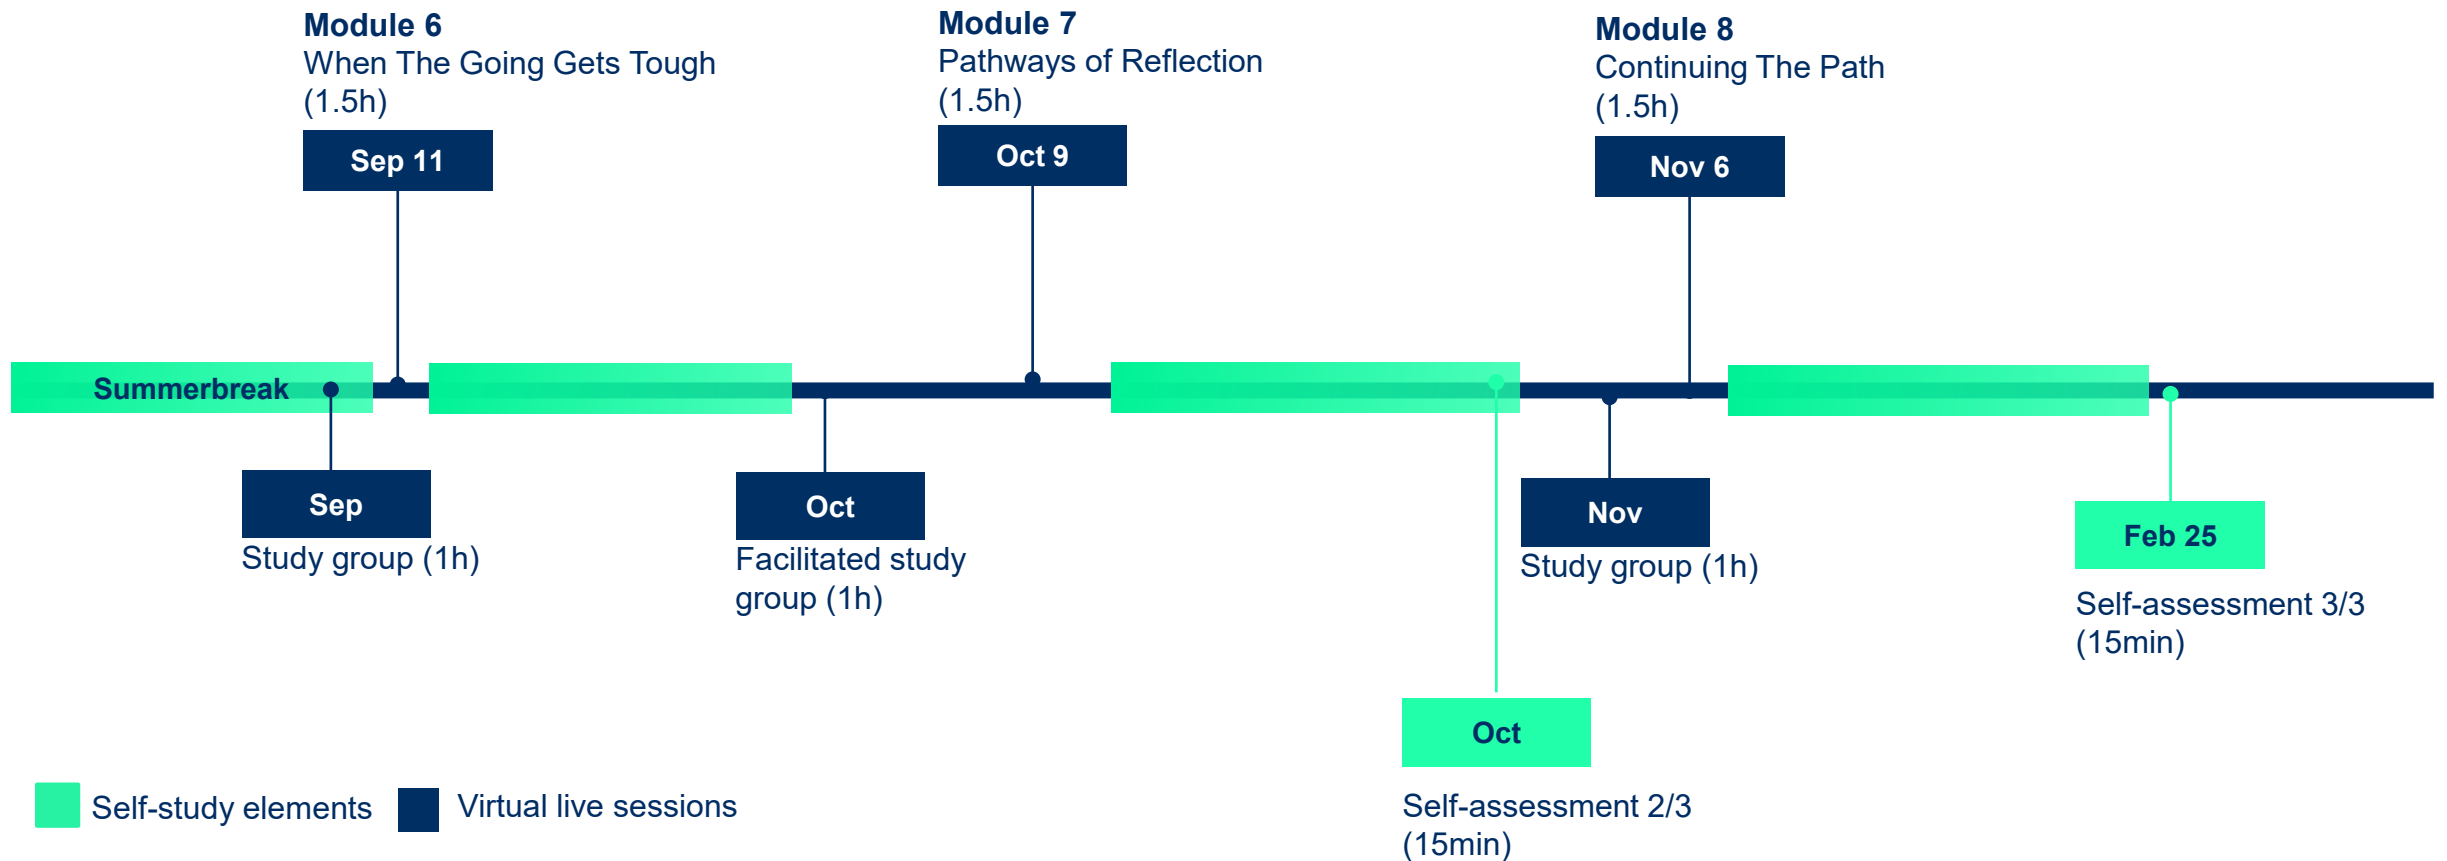 Module 6
When The Going Gets Tough
(1.5h)
Sep 11
Module 7
Pathways of Reflection
(1.5h)
Oct 9
Module 8
Continuing The Path
(1.5h)
Nov 6
Summerbreak
Sep
Study group (1h)
Oct
Facilitated study
group (1h)
Nov
Study group (1h)
Feb 25
Self-assessment 3/3
(15min)
Oct
Self-assessment 2/3
(15min)
Self-study elements
Virtual live sessions